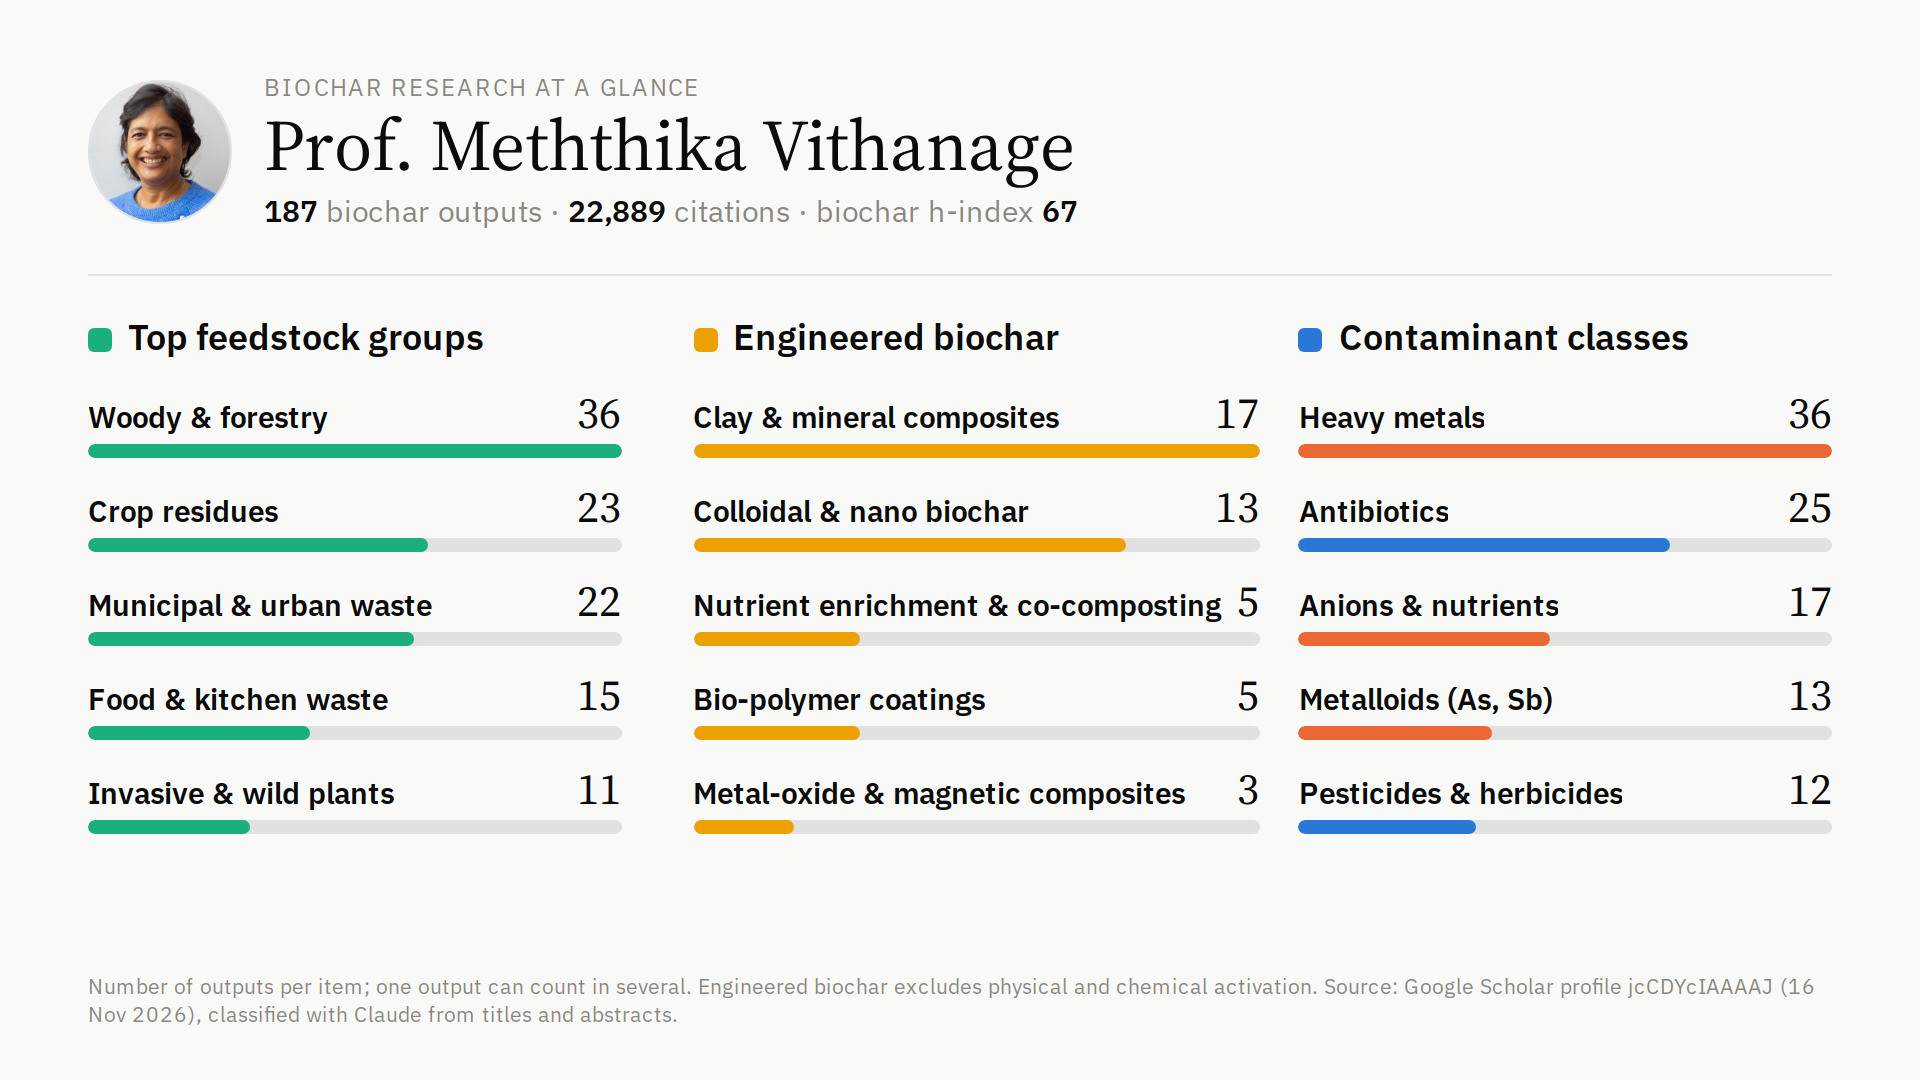 BIOCHAR RESEARCH AT A GLANCE
Prof. Meththika Vithanage
187 biochar outputs · 22,889 citations · biochar h-index 67
Top feedstock groups
Woody & forestry 36
Crop residues 23
Municipal & urban waste 22
Food & kitchen waste 15
Invasive & wild plants 11
Engineered biochar
Clay & mineral composites 17
Colloidal & nano biochar 13
Nutrient enrichment & co-composting 5
Bio-polymer coatings 5
Metal-oxide & magnetic composites 3
Contaminant classes
Heavy metals 36
Antibiotics 25
Anions & nutrients 17
Metalloids (As, Sb) 13
Pesticides & herbicides 12
Number of outputs per item; one output can count in several. Engineered biochar excludes physical and chemical activation. Source: Google Scholar profile jcCDYcIAAAAJ (16
Nov 2026), classified with Claude from titles and abstracts.